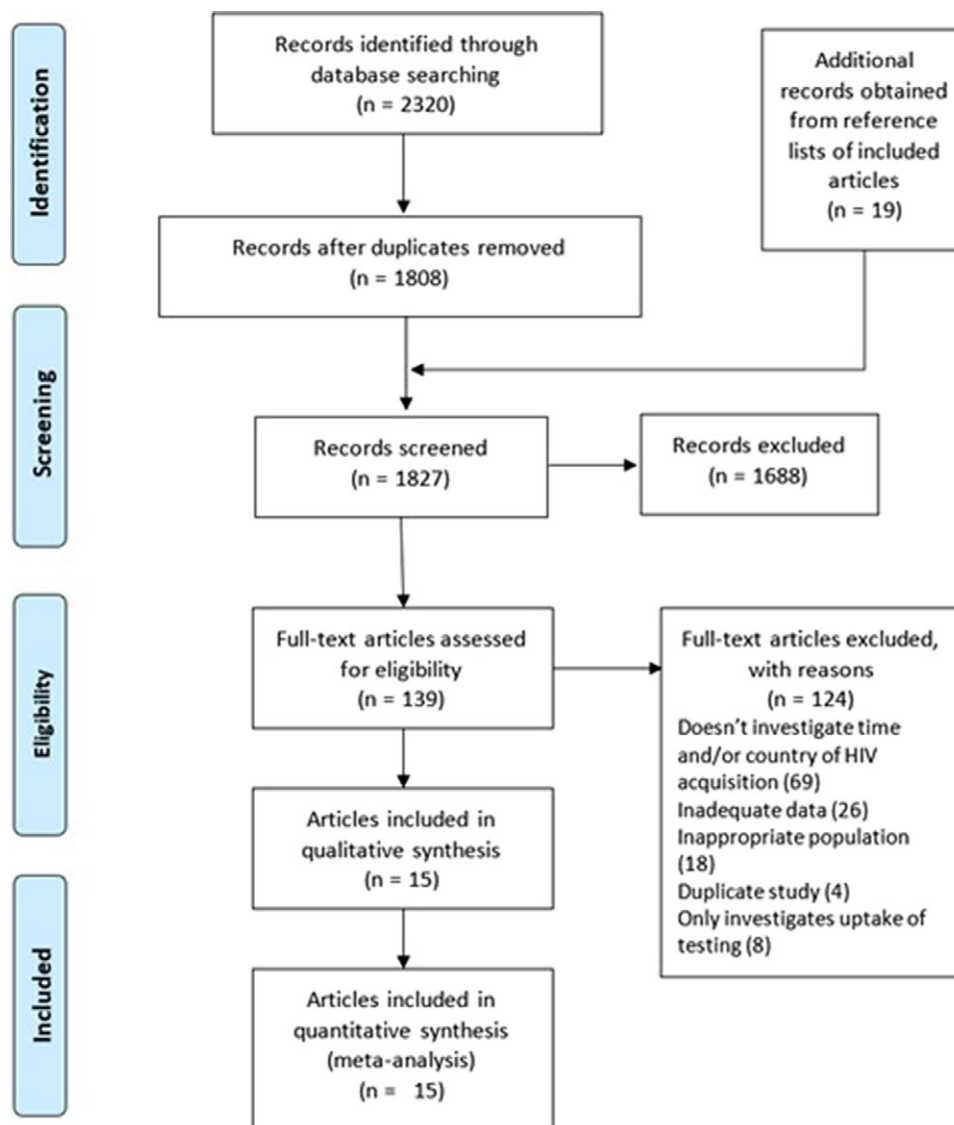 Identification
Records identified through
database searching
(n = 2320)
Additional
records obtained
from reference
lists of included
articles
(n = 19)
Records after duplicates removed
(n = 1808)
Screening
Records screened
(n = 1827)
Records excluded
(n = 1688)
Eligibility
Full-text articles assessed
for eligibility
(n = 139)
Full-text articles excluded,
with reasons
(n = 124)
Doesn't investigate time
and/or country of HIV
acquisition (69)
Inadequate data (26)
Inappropriate population
(18)
Duplicate study (4)
Only investigates uptake of
testing (8)
Articles included in
qualitative synthesis
(n = 15)
Included
Articles included in
quantitative synthesis
(meta-analysis)
(n = 15)